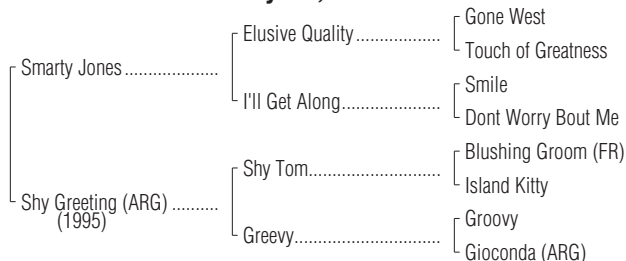 Gone West
Elusive Quality..................
Touch of Greatness
Smarty Jones....................
Smile
I'll Get Along.....................
Dont Worry Bout Me
Blushing Groom (FR)
Shy Tom............................
Island Kitty
Shy Greeting (ARG) ..........
(1995)
Groovy
Greevy...............................
Gioconda (ARG)